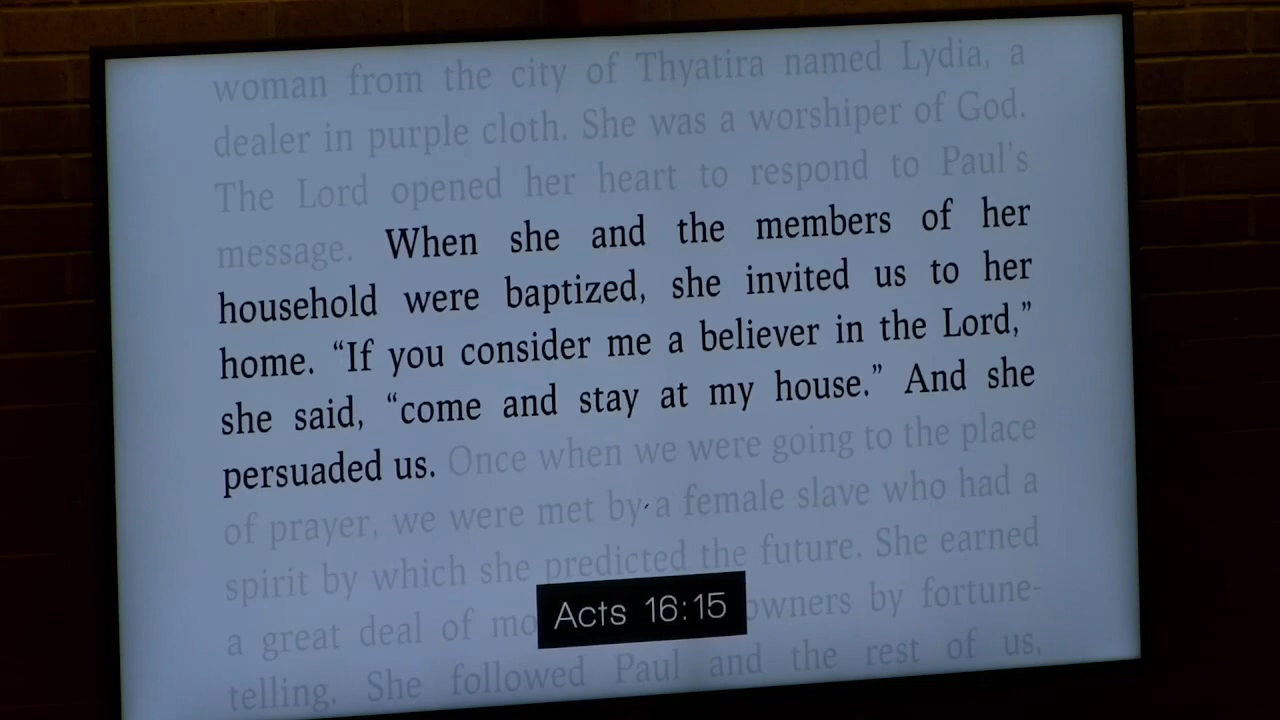 woman from the city of Thyatira named Lydia, a
dealer in purple cloth. She was a worshiper of God.
The Lord opened her heart to respond to Paul's
message. When she and the members of her
household were baptized, she invited us to her
home. “If you consider me a believer in the Lord,”
she said, “come and stay at my house.” And she
persuaded us. Once when we were going to the place
of prayer, we were met by a female slave who had a
spirit by which she predicted the future. She earned
a great deal of owners by fortune-
Acts 16:15
telling. She followed Paul and the rest of us,